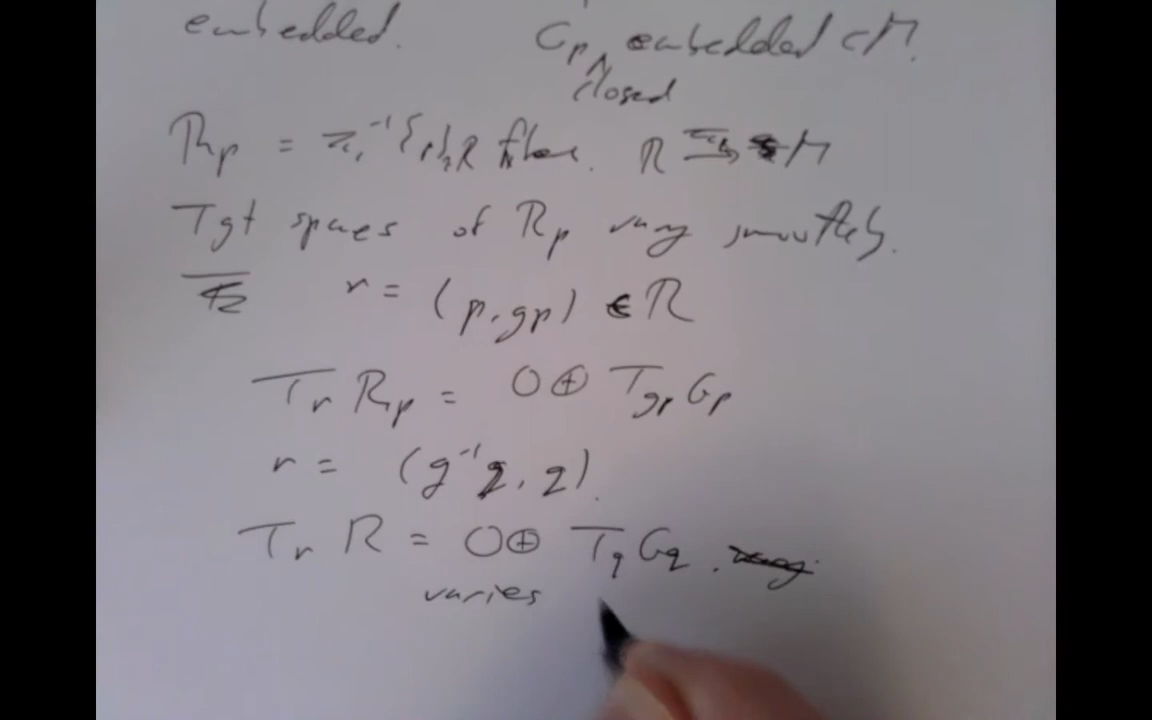 embedded. Gp embedded ⊂ M.
closed
Rp = π₁⁻¹{p}∩R fiber. R → M
Tgt spaces of Rp vary smoothly.
r = (p, gp) ∈ R
Tr Rp = 0 ⊕ Tgp Gp
r = (g⁻¹q, q).
Tr R = 0 ⊕ Tq Gq.
varies